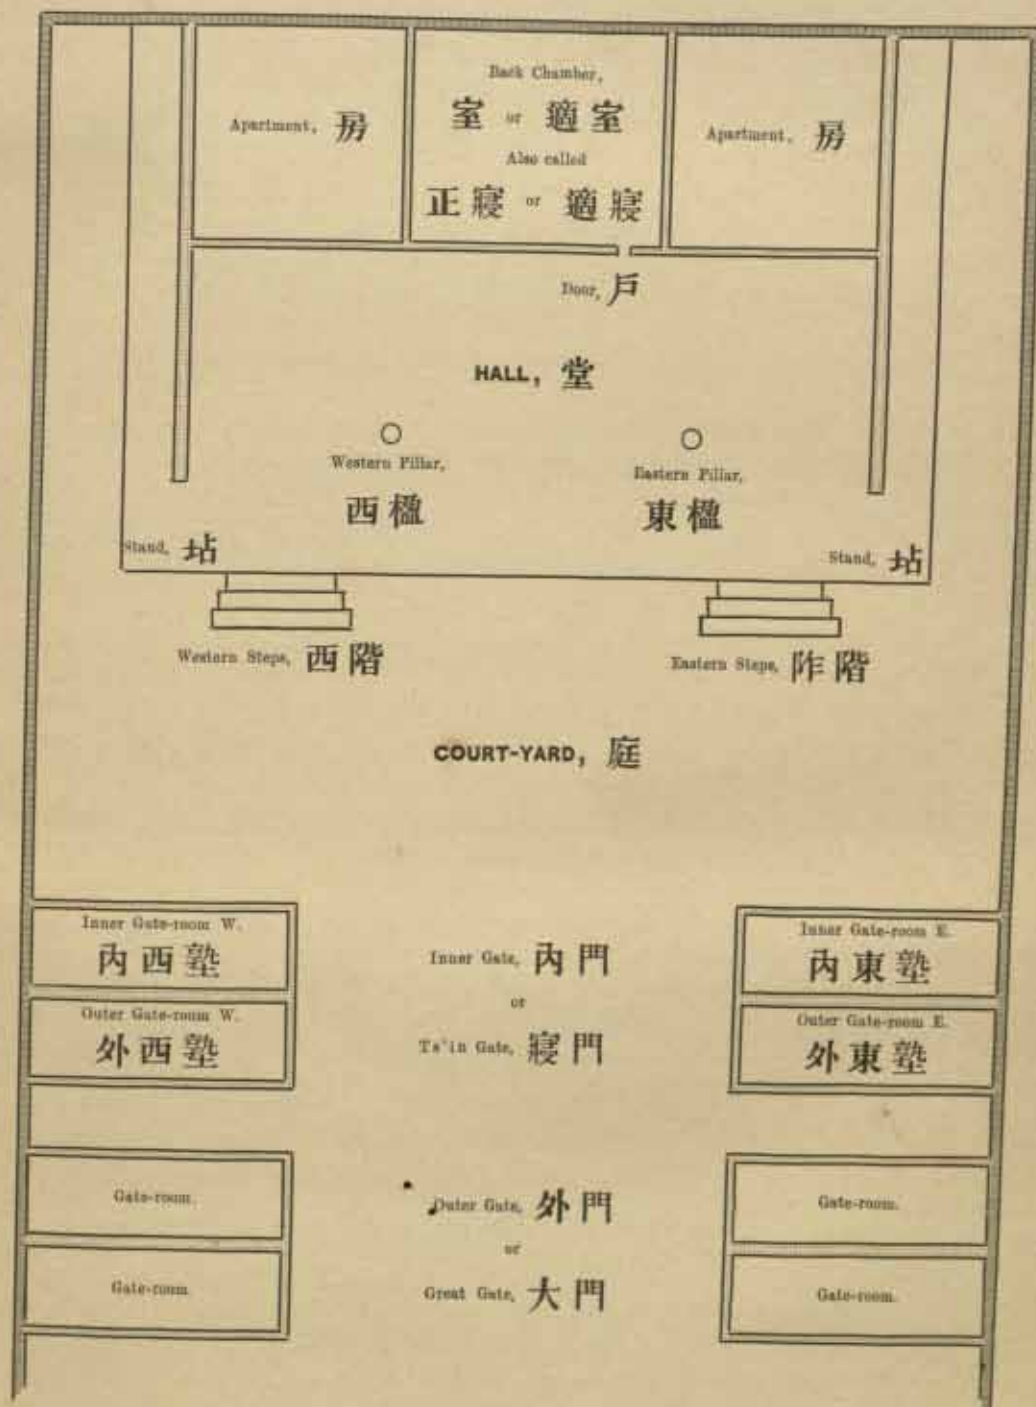 Back Chamber,
Apartment, 房
室 or 適室
Apartment, 房
Also called
正寢 or 適寢
Door, 戶
HALL, 堂
Western Pillar,
西楹
Eastern Pillar,
東楹
Stand, 坫
Stand, 坫
Western Steps, 西階
Eastern Steps, 阼階
COURT-YARD, 庭
Inner Gate-room W.
內西塾
Outer Gate-room W.
外西塾
Inner Gate, 內門
or
Ts'in Gate, 寢門
Inner Gate-room E.
內東塾
Outer Gate-room E.
外東塾
Gate-room.
Gate-room
Outer Gate, 外門
or
Great Gate, 大門
Gate-room.
Gate-room.